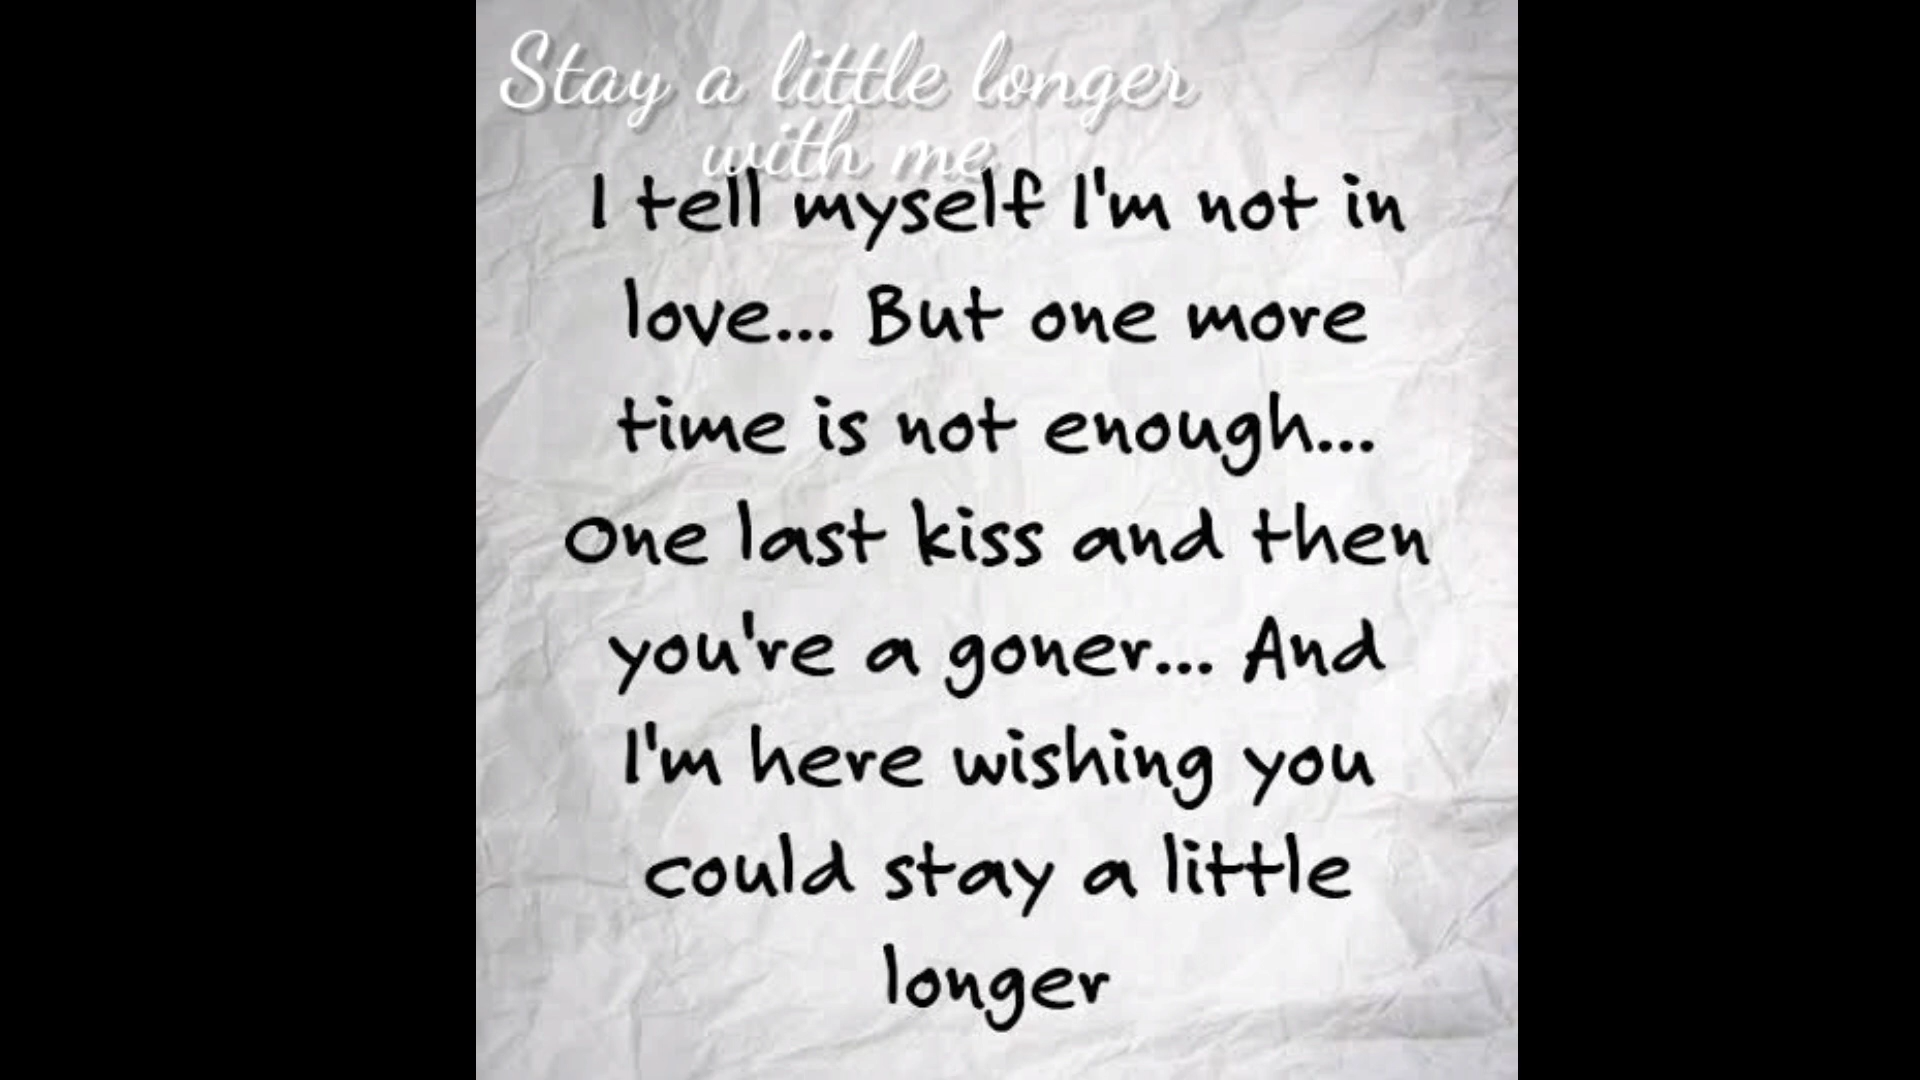 Stay a little longer
with me
I tell myself I'm not in
love... But one more
time is not enough...
One last kiss and then
you're a goner... And
I'm here wishing you
could stay a little
longer